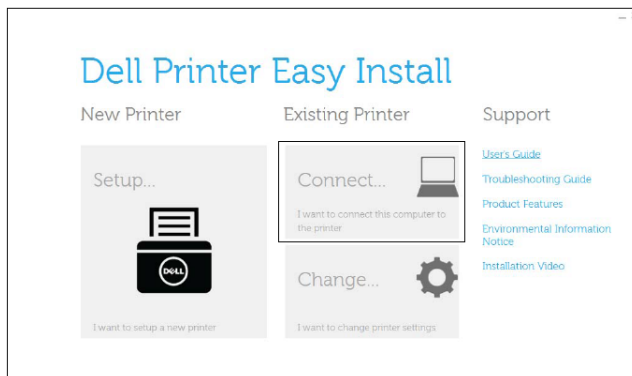 Dell Printer Easy Install
New Printer
Existing Printer
Support
Setup...
DELL
I want to setup a new printer
Connect...
I want to connect this computer to
the printer
Change...
I want to change printer settings
User's Guide
Troubleshooting Guide
Product Features
Environmental Information
Notice
Installation Video